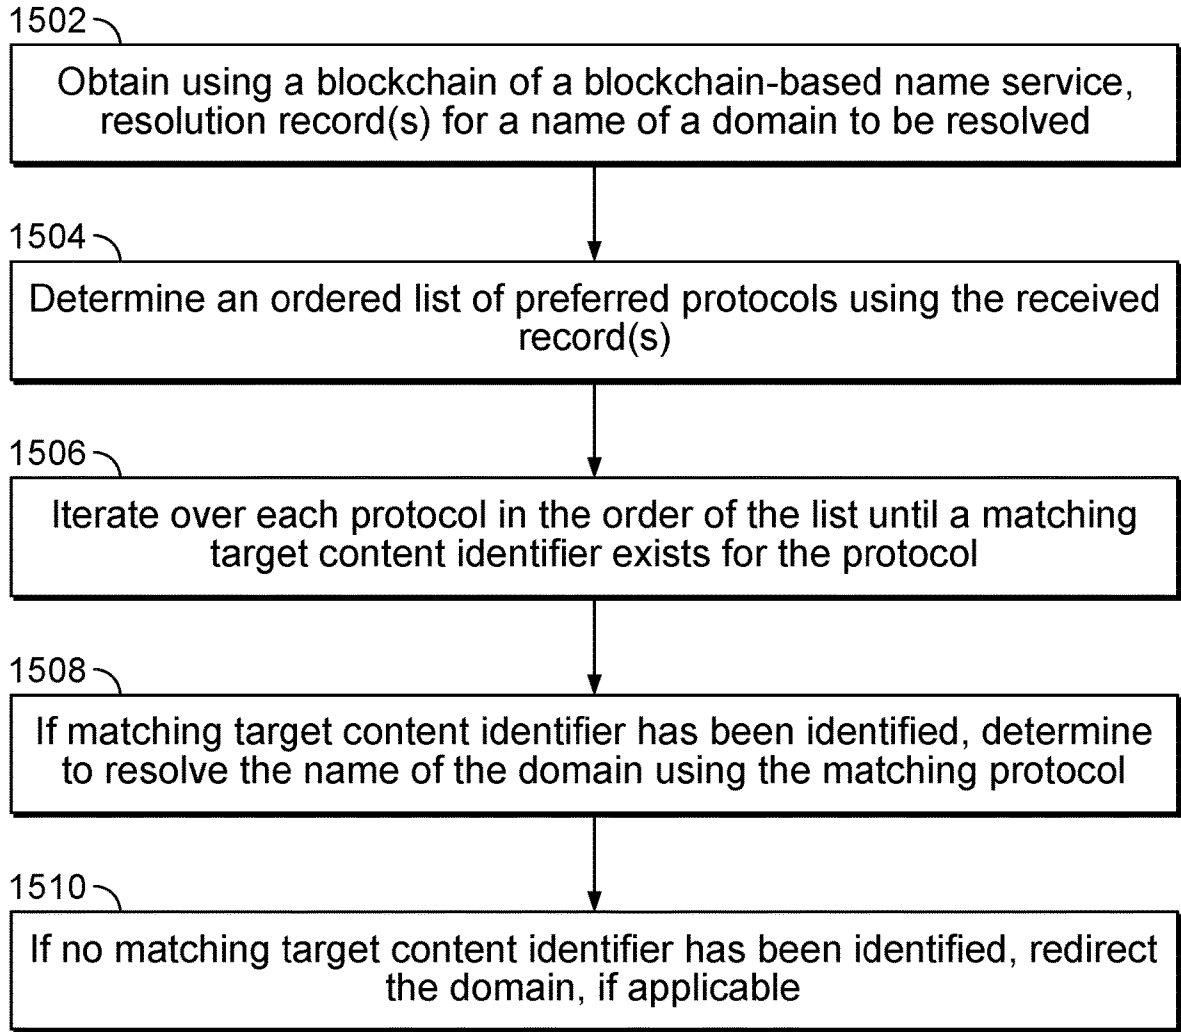 1502
Obtain using a blockchain of a blockchain-based name service,
resolution record(s) for a name of a domain to be resolved
1504
Determine an ordered list of preferred protocols using the received
record(s)
1506
Iterate over each protocol in the order of the list until a matching
target content identifier exists for the protocol
1508
If matching target content identifier has been identified, determine
to resolve the name of the domain using the matching protocol
1510
If no matching target content identifier has been identified, redirect
the domain, if applicable